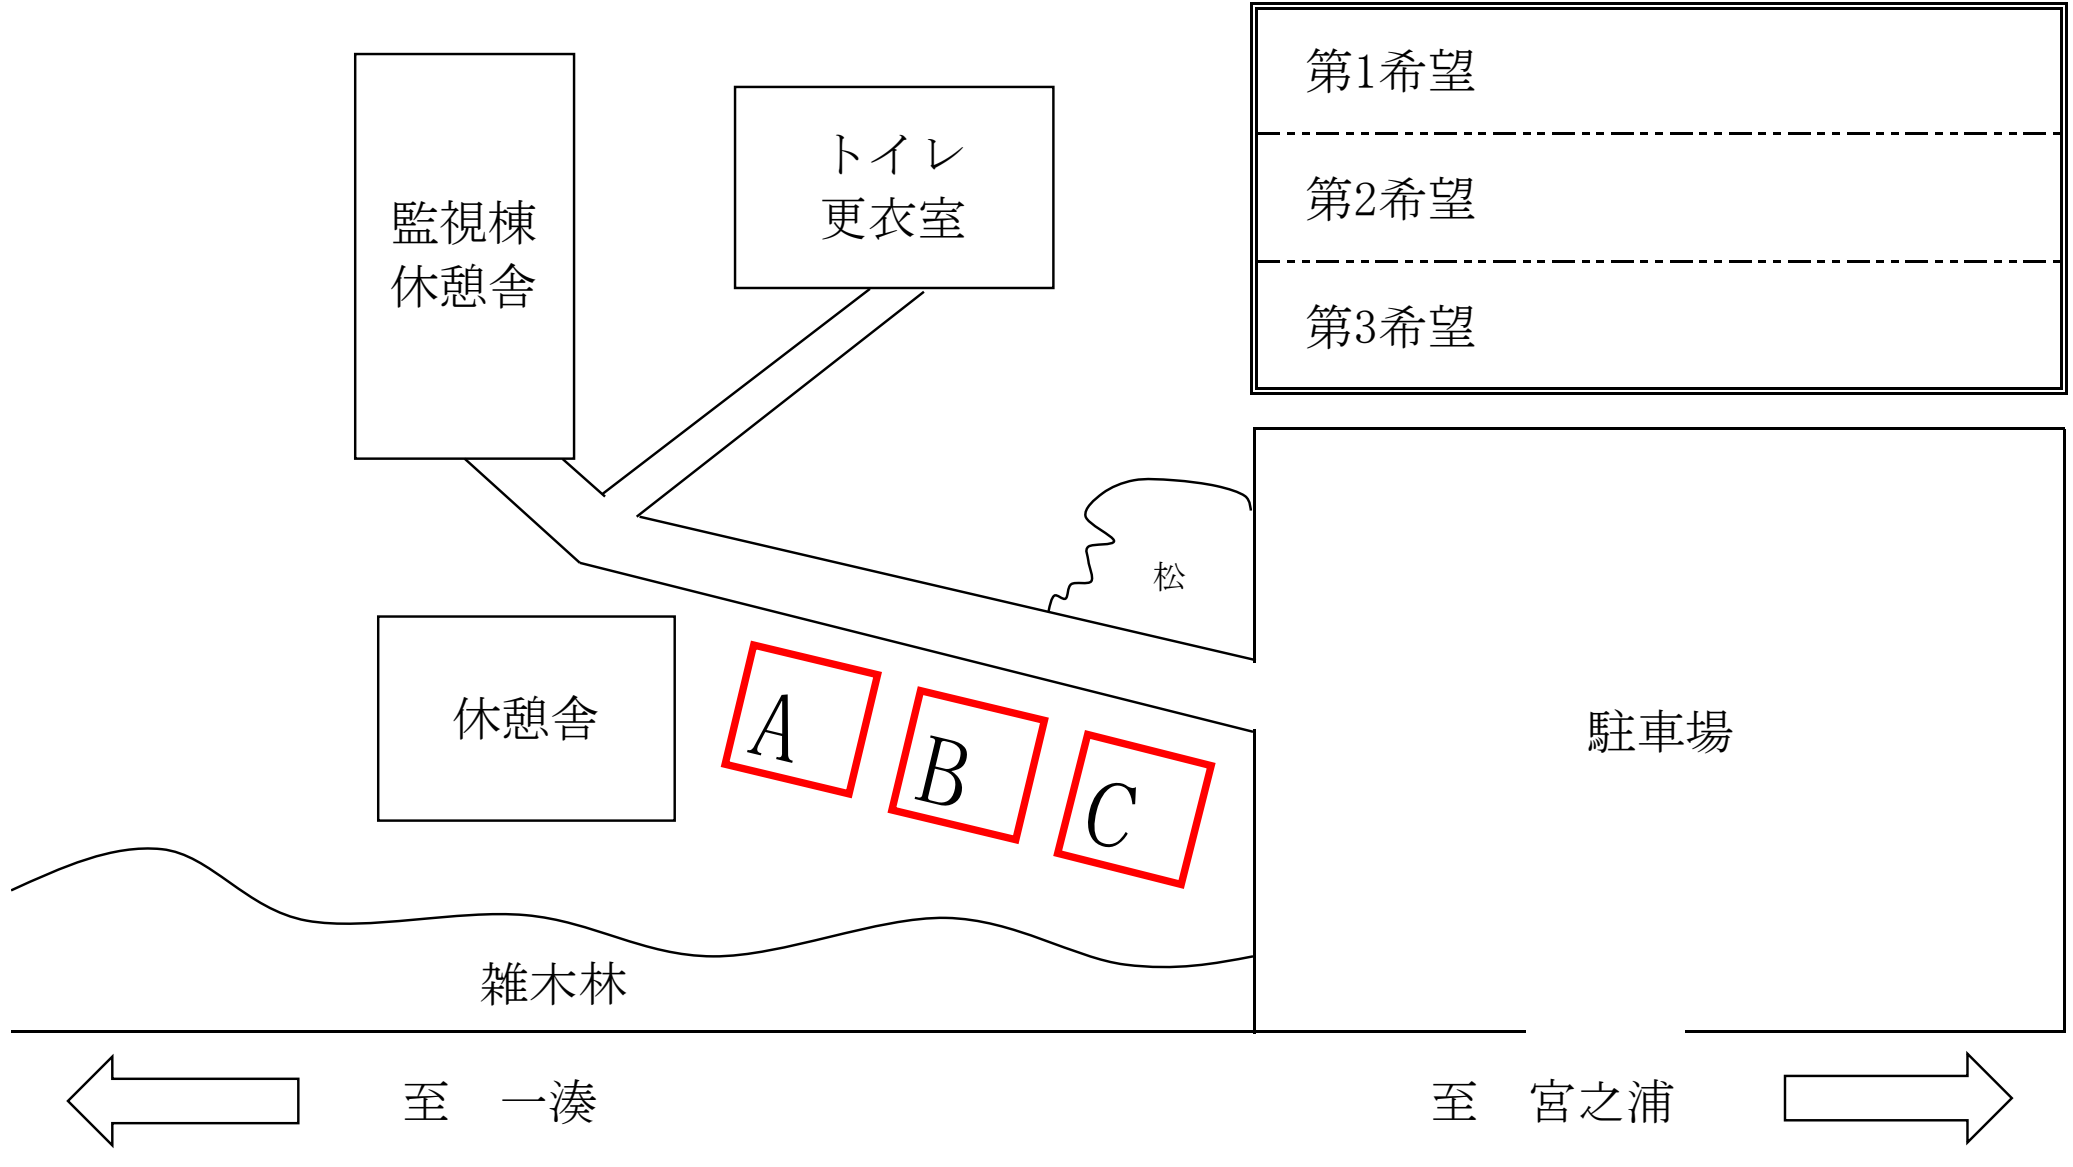 第1希望
第2希望
第3希望
監視棟
休憩舎
トイレ
更衣室
松
休憩舎
A
B
C
駐車場
雑木林
至　一湊
至　宮之浦